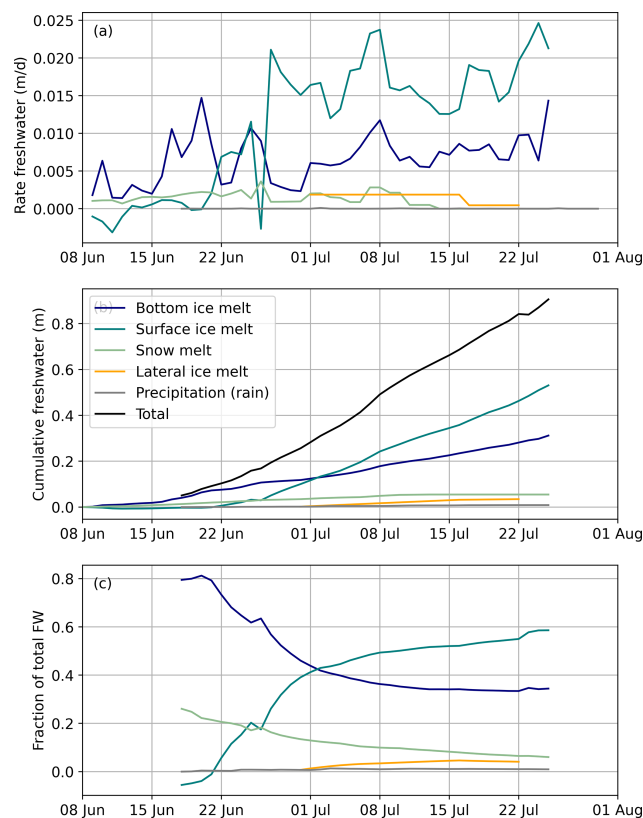 (a)
Rate freshwater (m/d)
0.025
0.020
0.015
0.010
0.005
0.000
08 Jun 15 Jun 22 Jun 01 Jul 08 Jul 15 Jul 22 Jul 01 Aug
(b)
Cumulative freshwater (m)
0.8
0.6
0.4
0.2
0.0
Bottom ice melt
Surface ice melt
Snow melt
Lateral ice melt
Precipitation (rain)
Total
08 Jun 15 Jun 22 Jun 01 Jul 08 Jul 15 Jul 22 Jul 01 Aug
(c)
Fraction of total FW
0.8
0.6
0.4
0.2
0.0
08 Jun 15 Jun 22 Jun 01 Jul 08 Jul 15 Jul 22 Jul 01 Aug